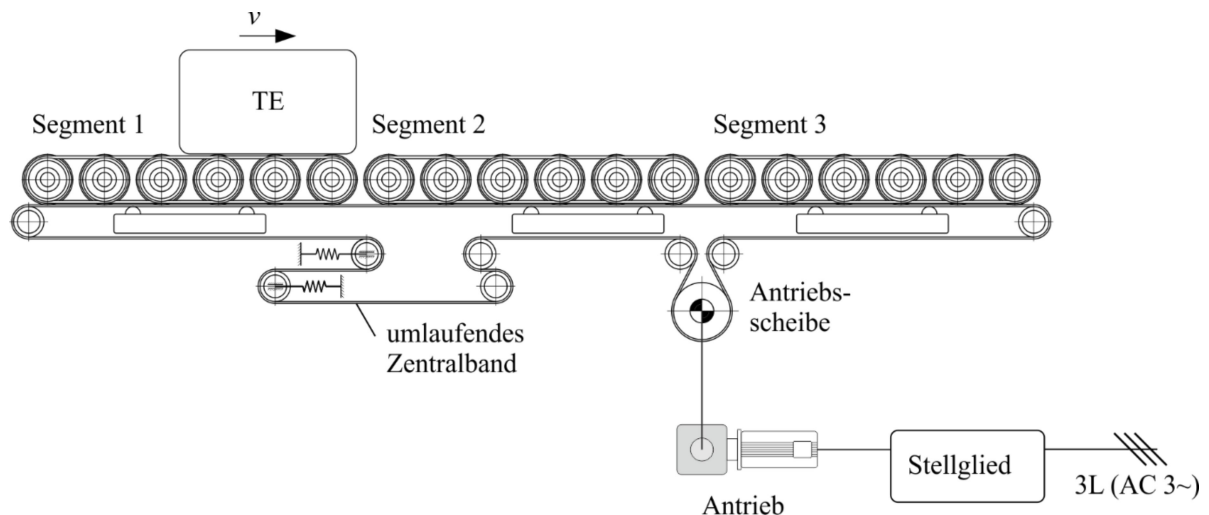 v
TE
Segment 1
Segment 2
Segment 3
umlaufendes
Zentralband
Antriebs-
scheibe
Antrieb
Stellglied
3L (AC 3~)